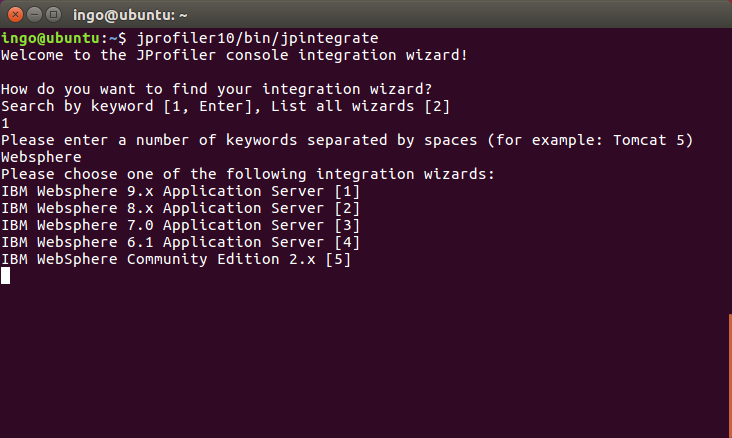 ingo@ubuntu: ~
ingo@ubuntu:~$ jprofiler10/bin/jpintegrate
Welcome to the JProfiler console integration wizard!
How do you want to find your integration wizard?
Search by keyword [1, Enter], List all wizards [2]
1
Please enter a number of keywords separated by spaces (for example: Tomcat 5)
Websphere
Please choose one of the following integration wizards:
IBM Websphere 9.x Application Server [1]
IBM Websphere 8.x Application Server [2]
IBM Websphere 7.0 Application Server [3]
IBM Websphere 6.1 Application Server [4]
IBM WebSphere Community Edition 2.x [5]